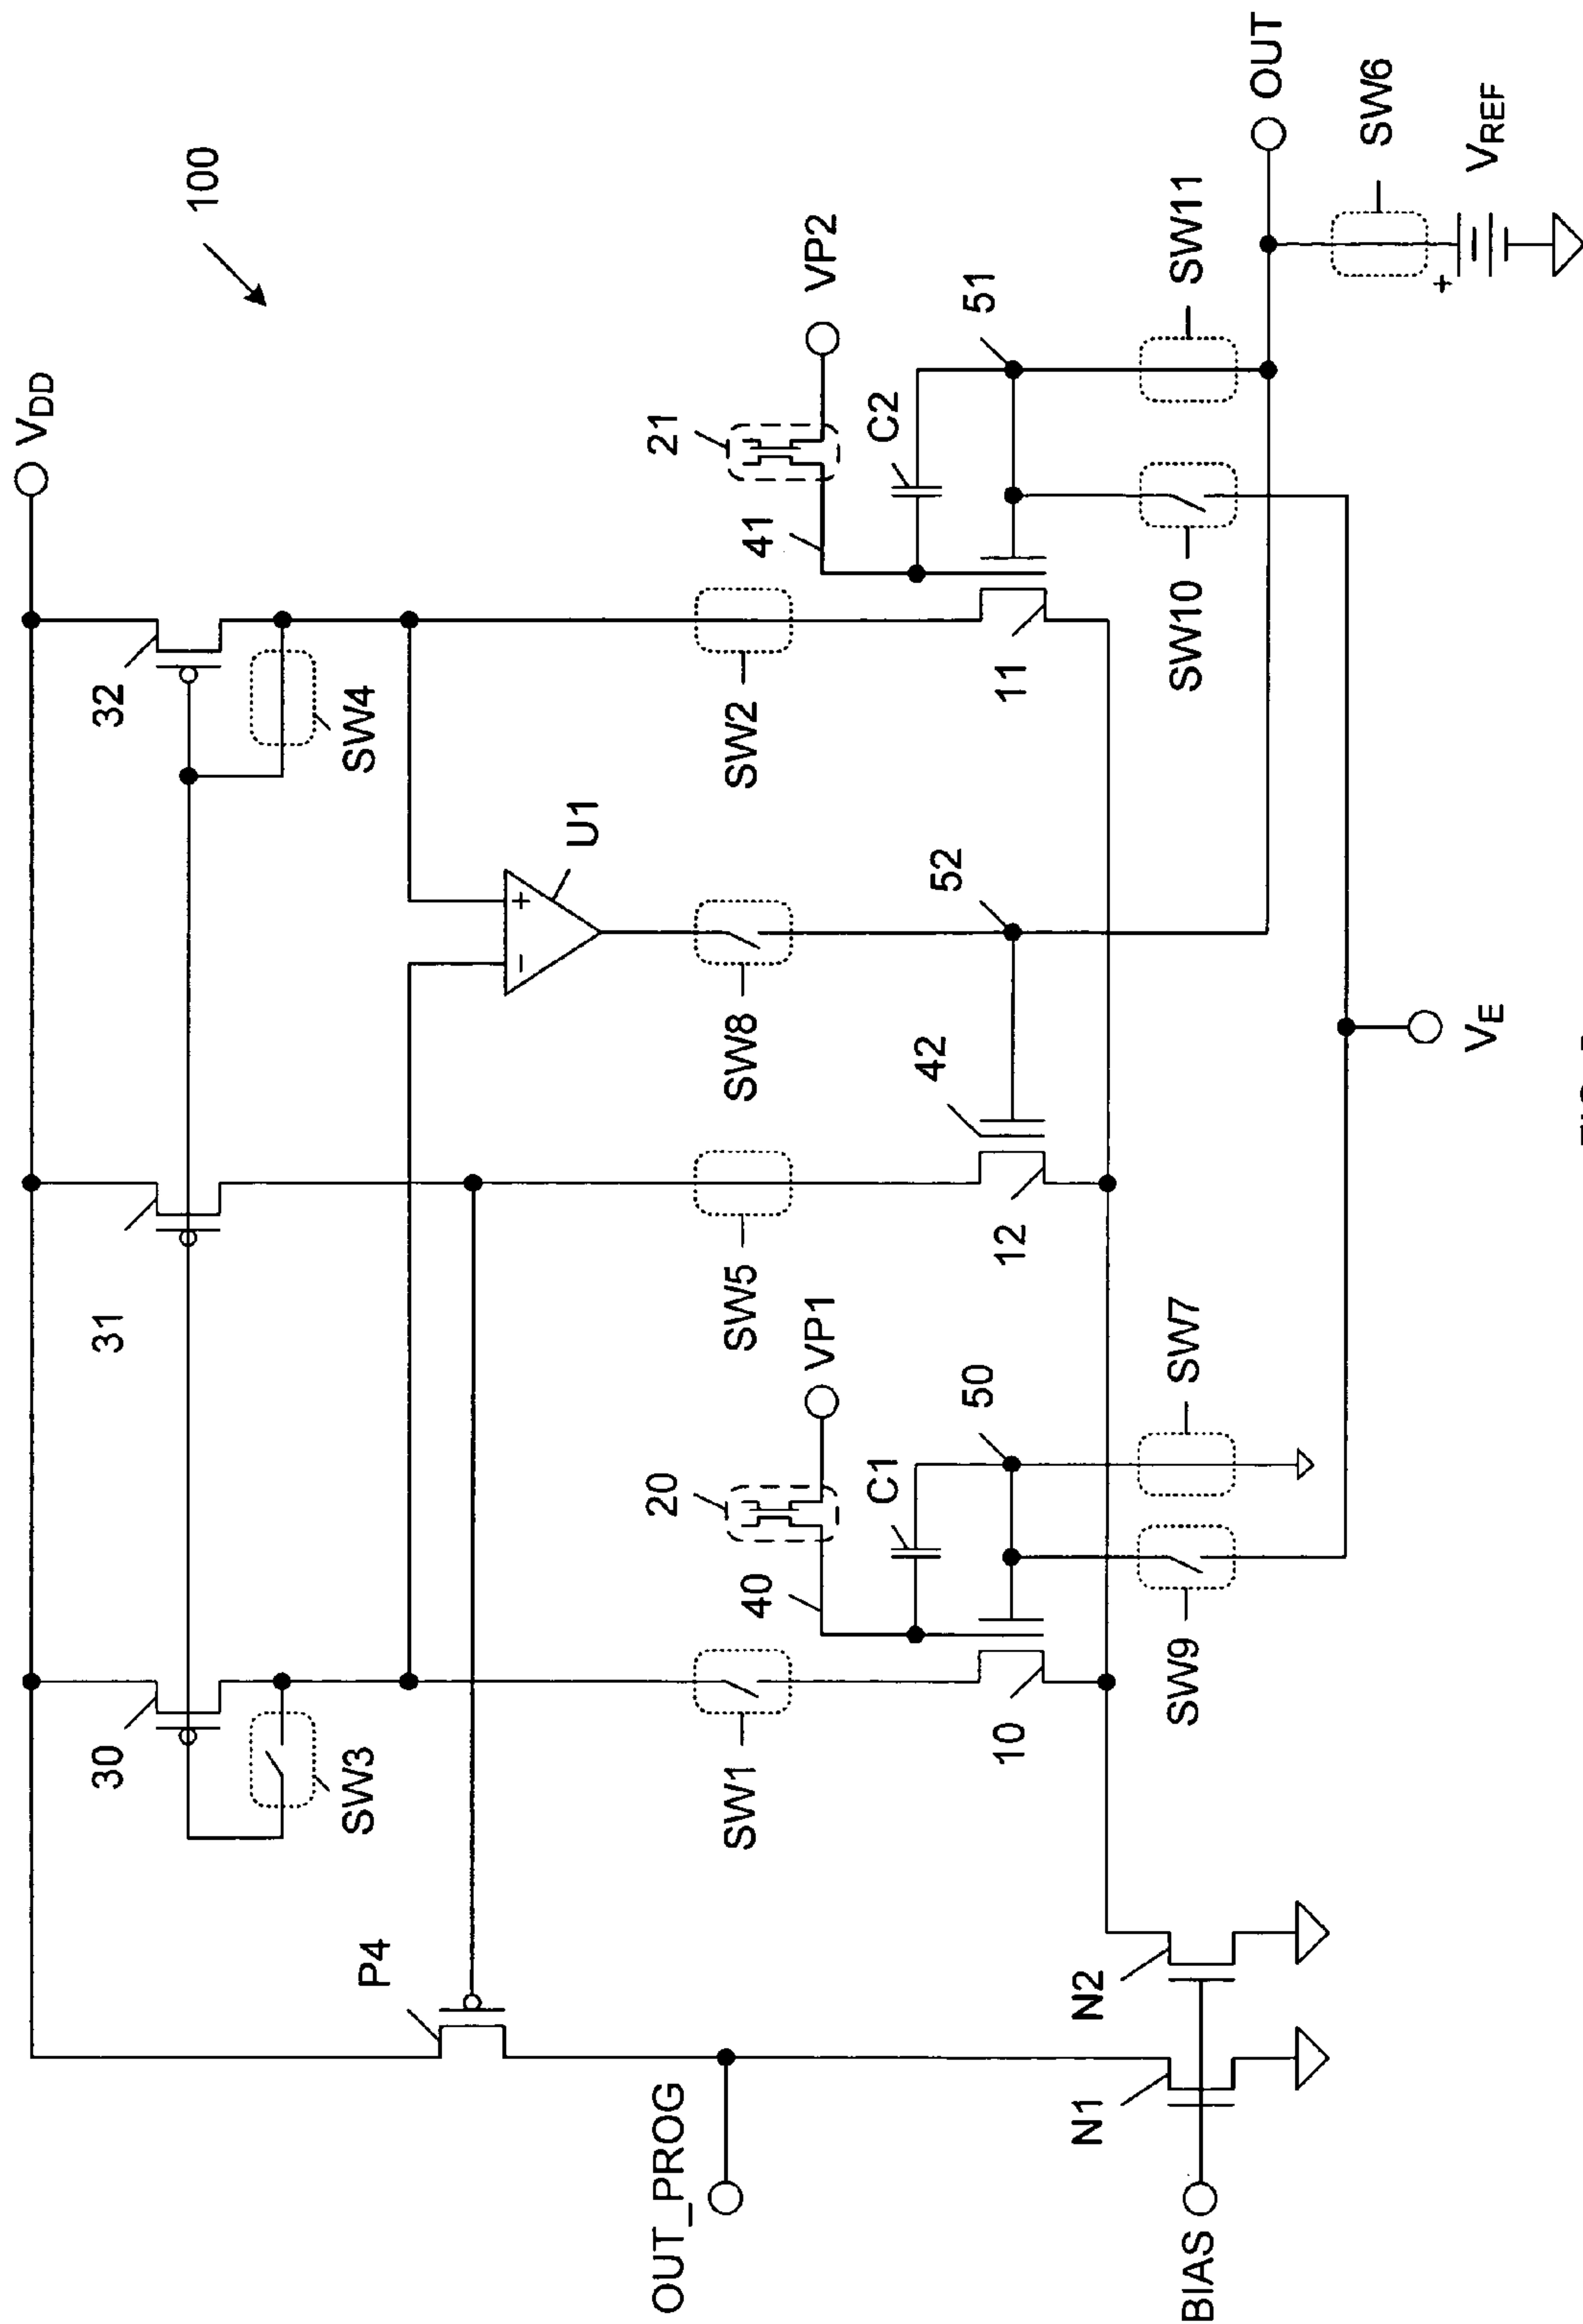 100
VDD
32
SW4
31
30
SW3
P4
U1
21
VP2
41
C2
51
SW2
11
SW10
SW11
OUT
SW6
VREF
+
+
−
SW8
52
42
SW5
12
20
VP1
40
C1
50
SW1
10
SW9
SW7
VE
OUT_PROG
N1
N2
BIAS